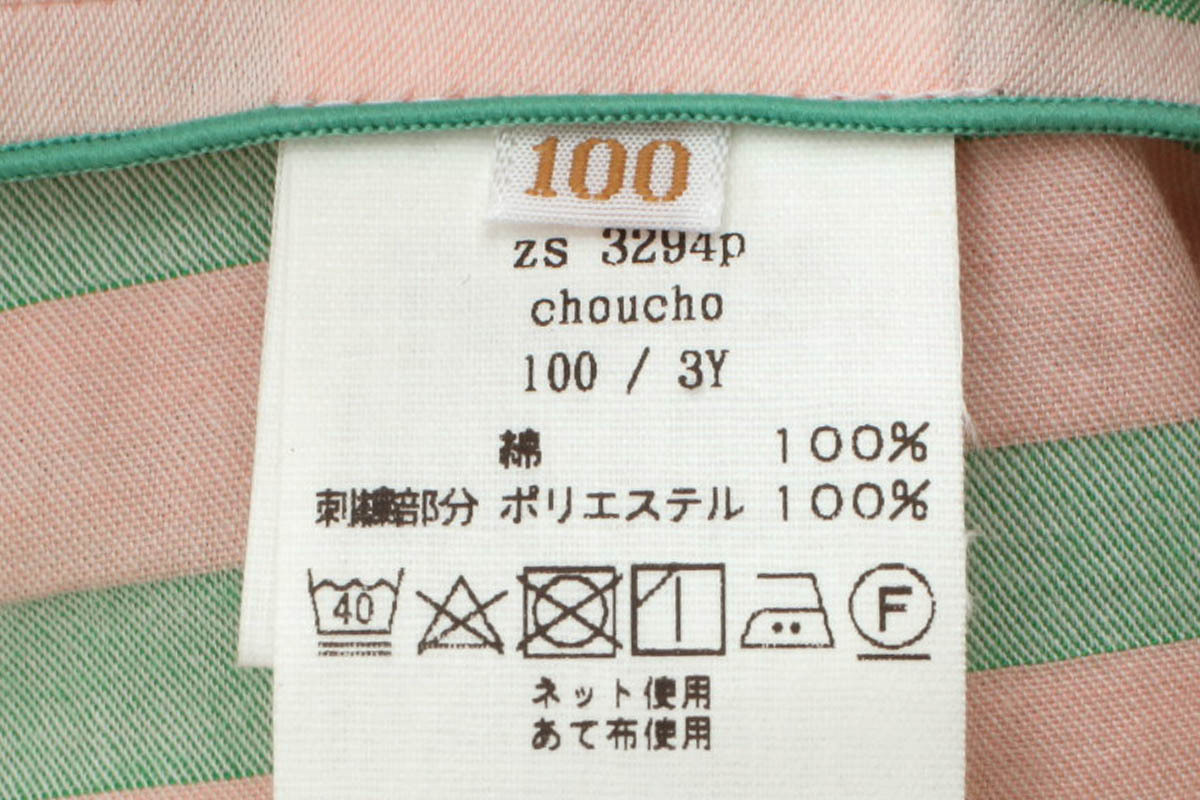 100
zs 3294p
choucho
100 / 3Y
綿 100%
刺繍部分 ポリエステル 100%
40 F
ネット使用
あて布使用